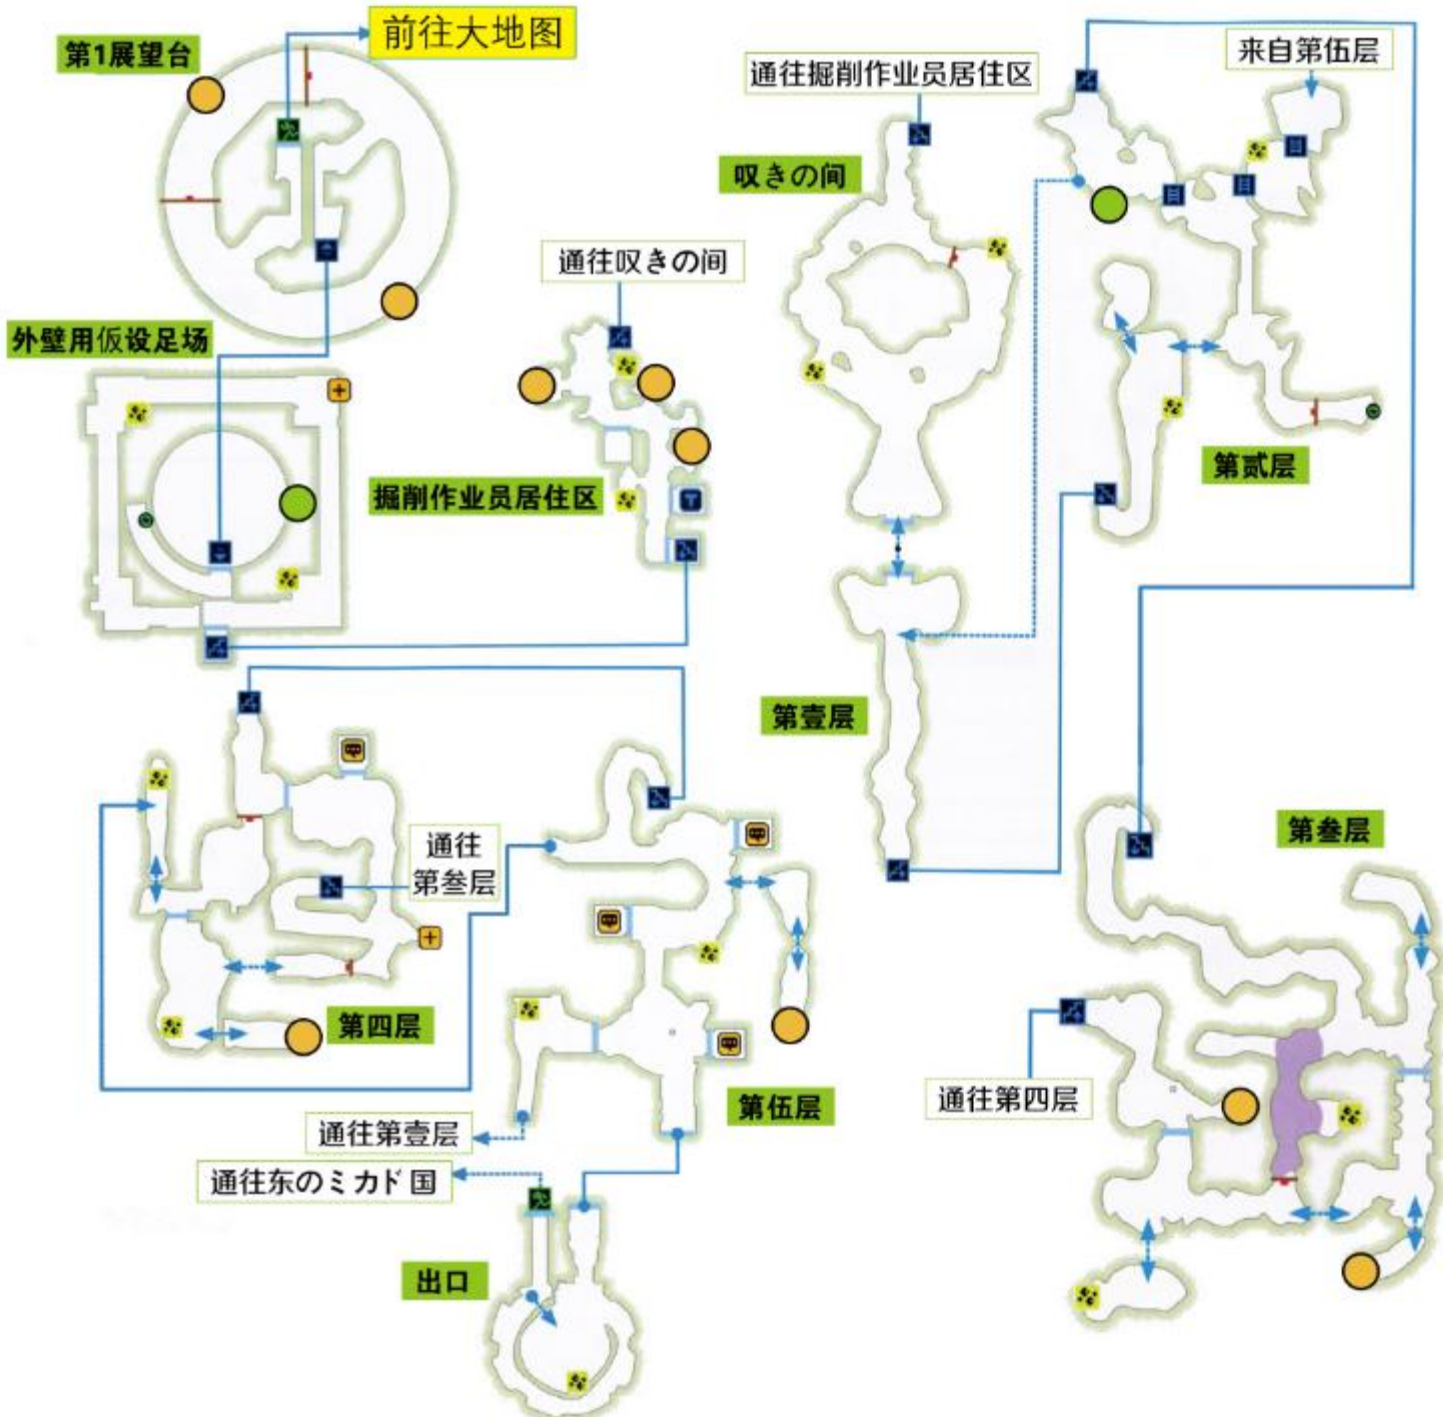 前往大地图
第1展望台
来自第伍层
通往掘削作业员居住区
叹きの间
通往叹きの间
外壁用仮设足场
第贰层
掘削作业员居住区
第壹层
第叁层
通往
第叁层
第四层
通往第四层
第伍层
通往第壹层
通往东のミカド国
出口